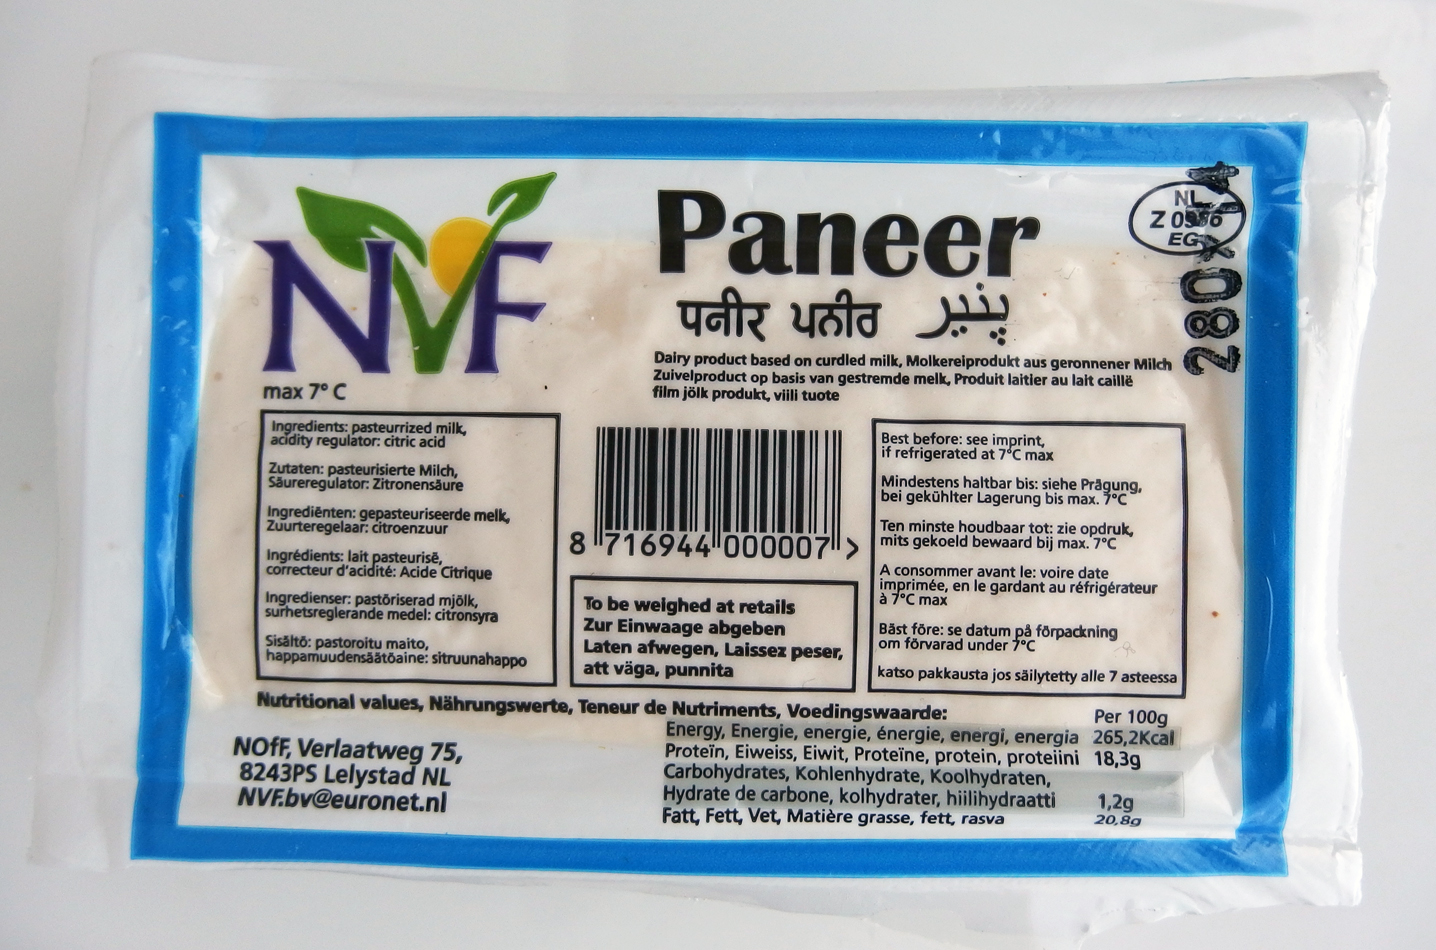 NVF
max 7° C
Paneer
पनीर ਪਨੀਰ پنیر
NL
EG
Dairy product based on curdled milk, Molkereiprodukt aus geronnener Milch
Zuivelproduct op basis van gestremde melk, Produit laitier au lait caillë
film jölk produkt, viili tuote
Ingredients: pasteurrized milk,
acidity regulator: citric acid
Zutaten: pasteurisierte Milch,
Säureregulator: Zitronensäure
Ingrediënten: gepasteuriseerde melk,
Zuurteregelaar: citroenzuur
Ingrédients: lait pasteurisë,
correcteur d'acidité: Acide Citrique
Ingredienser: pastöriserad mjölk,
surhetsreglerande medel: citronsyra
Sisältö: pastoroitu maito,
happamuudensäätöaine: sitruunahappo
8 716944 000007 >
To be weighed at retails
Zur Einwaage abgeben
Laten afwegen, Laissez peser,
att väga, punnita
Best before: see imprint,
if refrigerated at 7°C max
Mindestens haltbar bis: siehe Prägung,
bei gekühlter Lagerung bis max. 7°C
Ten minste houdbaar tot: zie opdruk,
mits gekoeld bewaard bij max. 7°C
A consommer avant le: voire date
imprimée, en le gardant au réfrigérateur
à 7°C max
Bäst före: se datum på förpackning
om förvarad under 7°C
katso pakkausta jos säilytetty alle 7 asteessa
Nutritional values, Nährungswerte, Teneur de Nutriments, Voedingswaarde:
Per 100g
Energy, Energie, energie, énergie, energi, energia 265,2Kcal
Proteïn, Eiweiss, Eiwit, Proteïne, protein, proteiini 18,3g
Carbohydrates, Kohlenhydrate, Koolhydraten,
Hydrate de carbone, kolhydrater, hiilihydraatti 1,2g
Fatt, Fett, Vet, Matière grasse, fett, rasva 20,8g
NOfF, Verlaatweg 75,
8243PS Lelystad NL
NVF.bv@euronet.nl